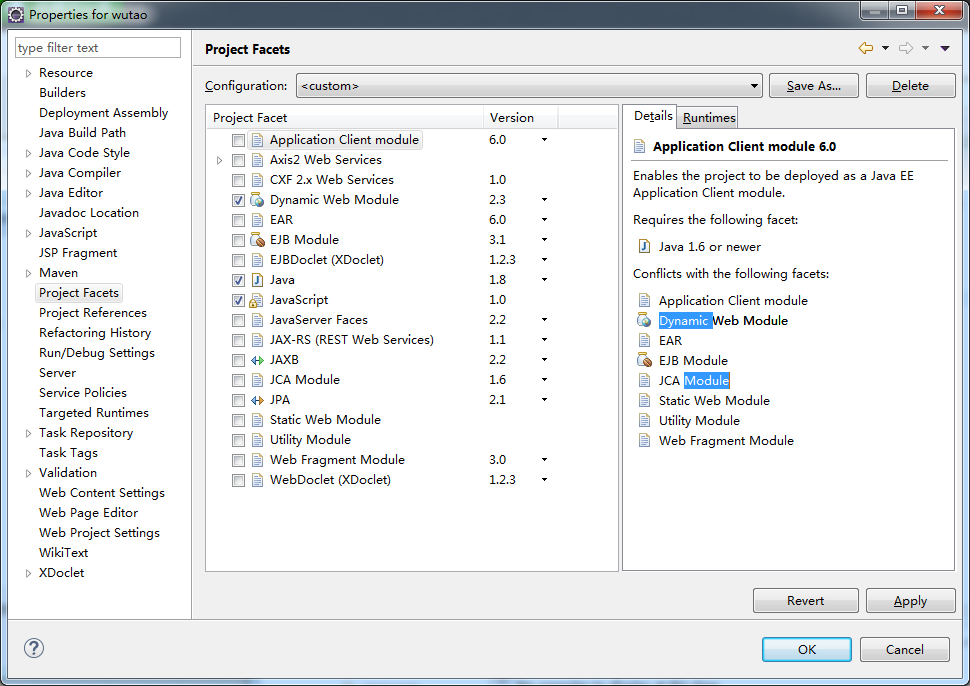 Properties for wutao
type filter text
Resource
Builders
Deployment Assembly
Java Build Path
Java Code Style
Java Compiler
Java Editor
Javadoc Location
JavaScript
JSP Fragment
Maven
Project Facets
Project References
Refactoring History
Run/Debug Settings
Server
Service Policies
Targeted Runtimes
Task Repository
Task Tags
Validation
Web Content Settings
Web Page Editor
Web Project Settings
WikiText
XDoclet
Project Facets
Configuration: <custom> Save As... Delete
Project Facet Version
Application Client module 6.0
Axis2 Web Services
CXF 2.x Web Services 1.0
Dynamic Web Module 2.3
EAR 6.0
EJB Module 3.1
EJBDoclet (XDoclet) 1.2.3
Java 1.8
JavaScript 1.0
JavaServer Faces 2.2
JAX-RS (REST Web Services) 1.1
JAXB 2.2
JCA Module 1.6
JPA 2.1
Static Web Module
Utility Module
Web Fragment Module 3.0
WebDoclet (XDoclet) 1.2.3
Details Runtimes
Application Client module 6.0
Enables the project to be deployed as a Java EE
Application Client module.
Requires the following facet:
Java 1.6 or newer
Conflicts with the following facets:
Application Client module
Dynamic Web Module
EAR
EJB Module
JCA Module
Static Web Module
Utility Module
Web Fragment Module
Revert Apply
? OK Cancel